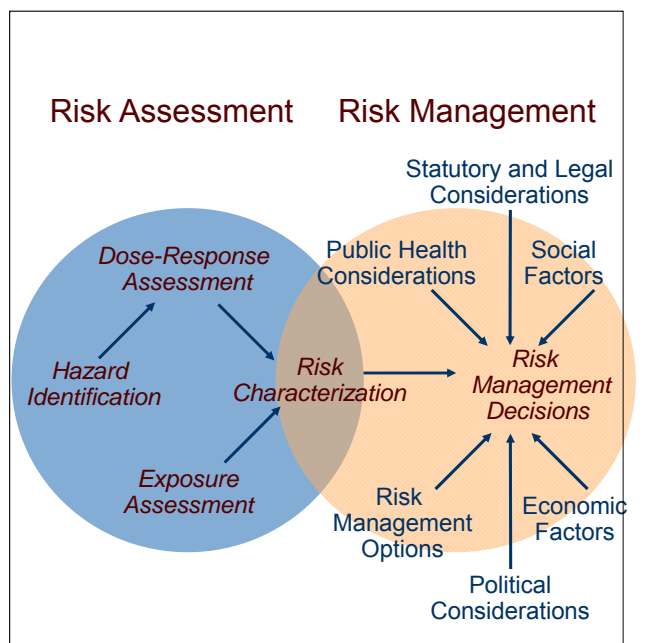 Risk Assessment
Risk Management
Statutory and Legal
Considerations
Dose-Response
Assessment
Public Health
Considerations
Social
Factors
Hazard
Identification
Risk
Characterization
Risk
Management
Decisions
Exposure
Assessment
Risk
Management
Options
Economic
Factors
Political
Considerations